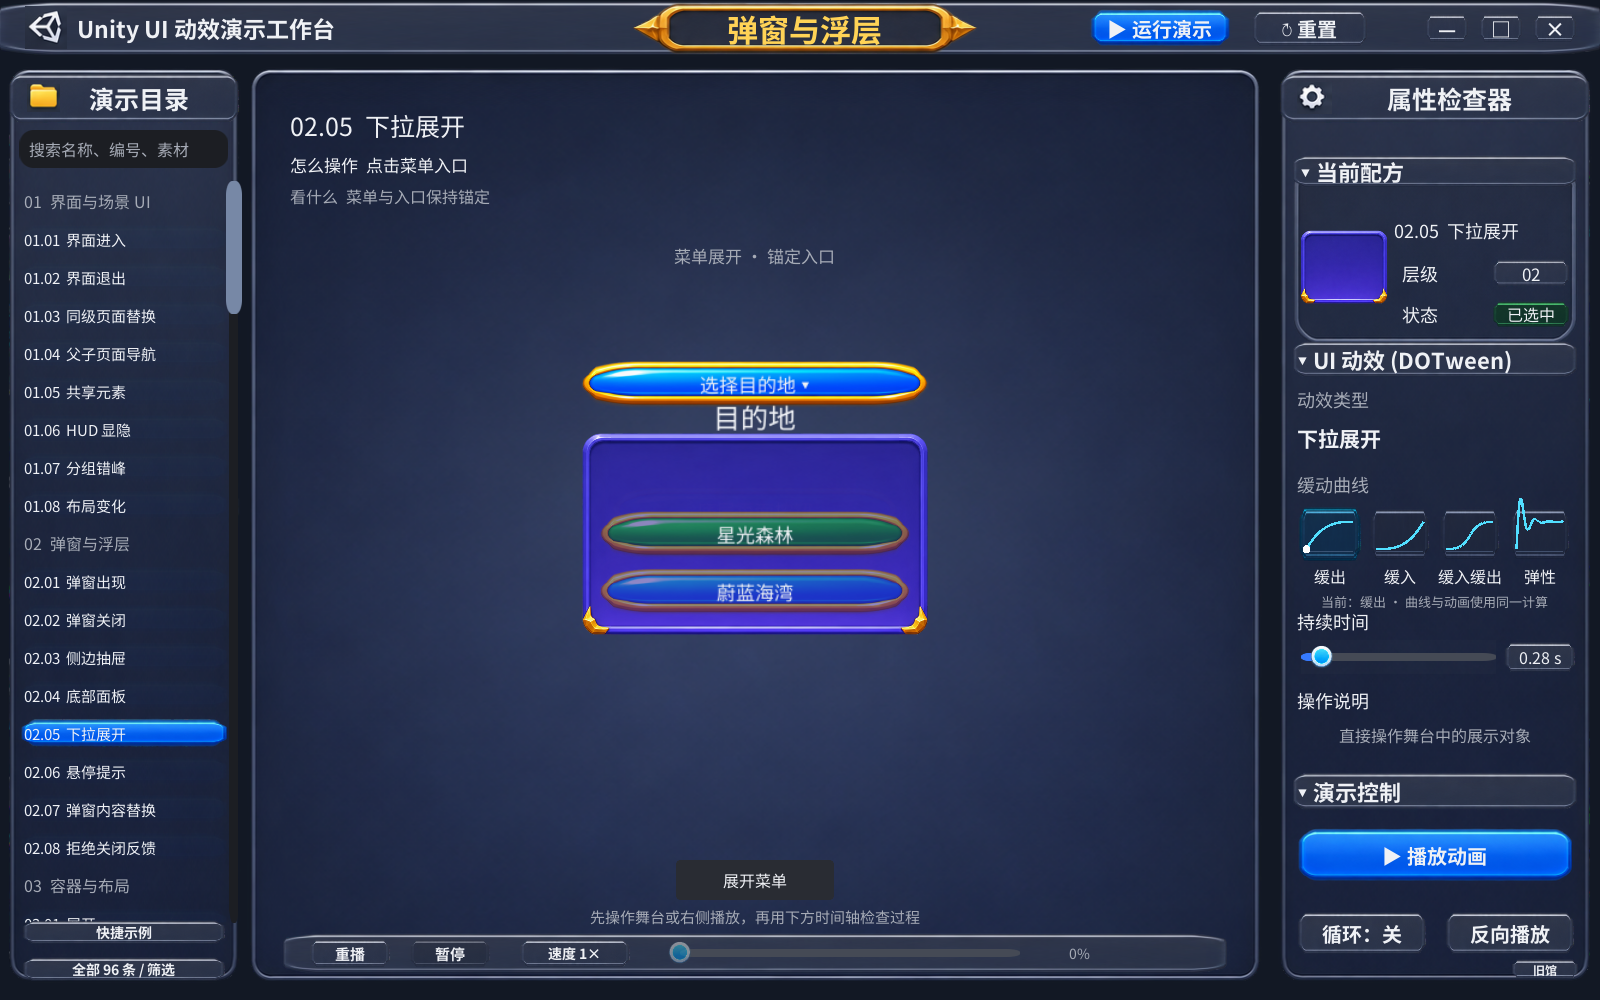 Unity UI 动效演示工作台
弹窗与浮层
▶ 运行演示
重置
演示目录
搜索名称、编号、素材
01 界面与场景 UI
01.01 界面进入
01.02 界面退出
01.03 同级页面替换
01.04 父子页面导航
01.05 共享元素
01.06 HUD 显隐
01.07 分组错峰
01.08 布局变化
02 弹窗与浮层
02.01 弹窗出现
02.02 弹窗关闭
02.03 侧边抽屉
02.04 底部面板
02.05 下拉展开
02.06 悬停提示
02.07 弹窗内容替换
02.08 拒绝关闭反馈
03 容器与布局
03.01 展开
快捷示例
全部 96 条 / 筛选
02.05 下拉展开
怎么操作 点击菜单入口
看什么 菜单与入口保持锚定
菜单展开 · 锚定入口
选择目的地 ▾
目的地
星光森林
蔚蓝海湾
展开菜单
先操作舞台或右侧播放，再用下方时间轴检查过程
重播
暂停
速度 1×
0%
属性检查器
▾ 当前配方
02.05 下拉展开
层级
02
状态
已选中
▾ UI 动效 (DOTween)
动效类型
下拉展开
缓动曲线
缓出
缓入
缓入缓出
弹性
当前：缓出 · 曲线与动画使用同一计算
持续时间
0.28 s
操作说明
直接操作舞台中的展示对象
▾ 演示控制
▶ 播放动画
循环：关
反向播放
旧馆